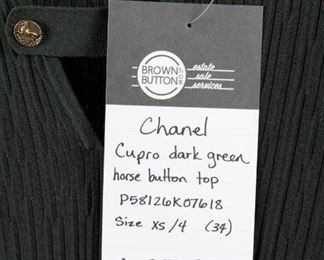 BROWN
BUTTON
estate
sale
services
Chanel
Cupro dark green
horse button top
P58126K07618
Size XS/4 (34)